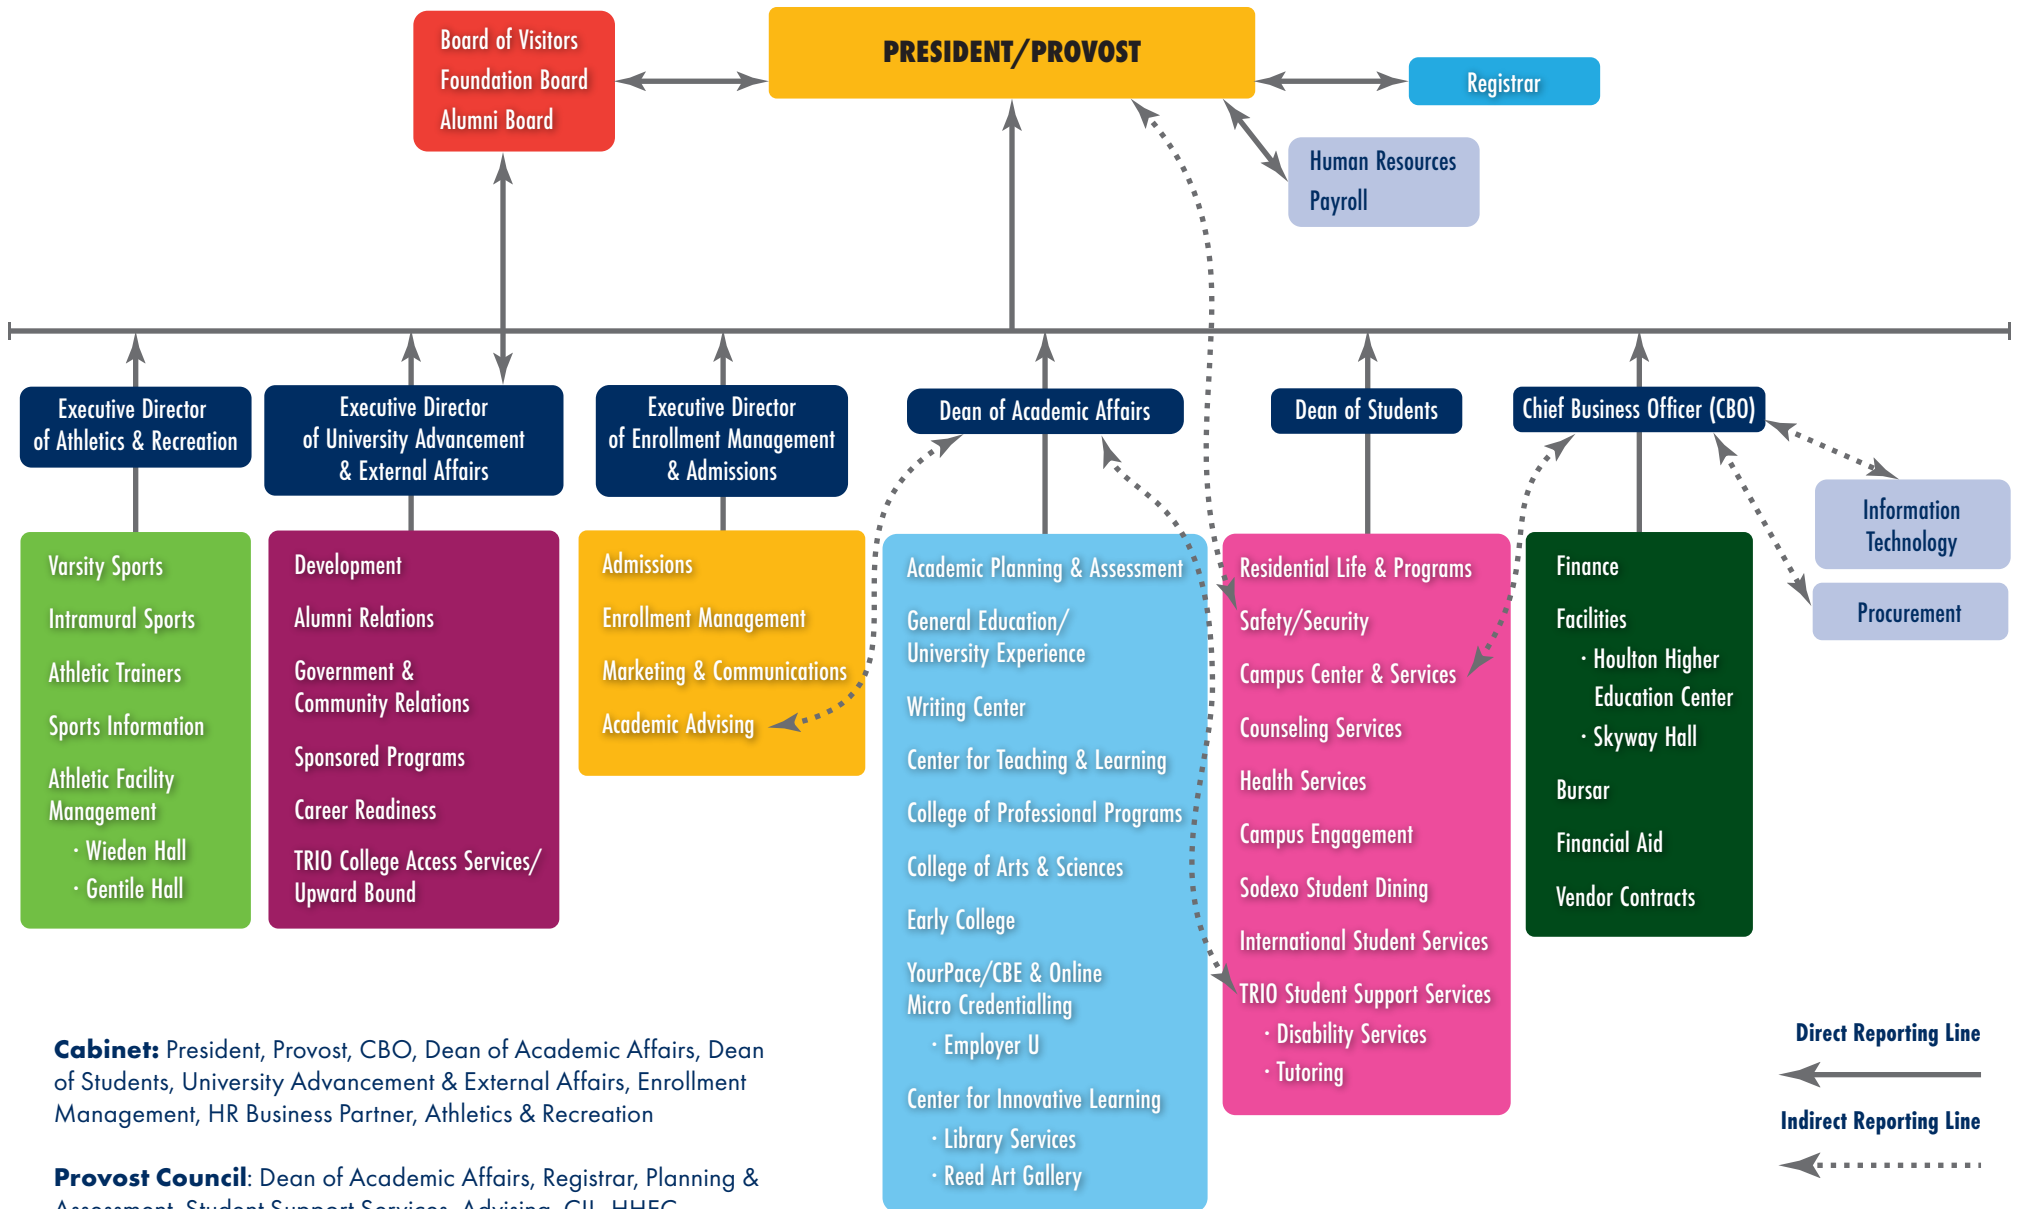 Board of Visitors
Foundation Board
Alumni Board
PRESIDENT/PROVOST
Registrar
Human Resources
Payroll
Executive Director
of Athletics & Recreation
Executive Director
of University Advancement
& External Affairs
Executive Director
of Enrollment Management
& Admissions
Dean of Academic Affairs
Dean of Students
Chief Business Officer (CBO)
Information
Technology
Procurement
Varsity Sports
Intramural Sports
Athletic Trainers
Sports Information
Athletic Facility
Management
· Wieden Hall
· Gentile Hall
Development
Alumni Relations
Government &
Community Relations
Sponsored Programs
Career Readiness
TRIO College Access Services/
Upward Bound
Admissions
Enrollment Management
Marketing & Communications
Academic Advising
Academic Planning & Assessment
General Education/
University Experience
Writing Center
Center for Teaching & Learning
College of Professional Programs
College of Arts & Sciences
Early College
YourPace/CBE & Online
Micro Credentialling
· Employer U
Center for Innovative Learning
· Library Services
· Reed Art Gallery
Residential Life & Programs
Safety/Security
Campus Center & Services
Counseling Services
Health Services
Campus Engagement
Sodexo Student Dining
International Student Services
TRIO Student Support Services
· Disability Services
· Tutoring
Finance
Facilities
· Houlton Higher
Education Center
· Skyway Hall
Bursar
Financial Aid
Vendor Contracts
Cabinet: President, Provost, CBO, Dean of Academic Affairs, Dean
of Students, University Advancement & External Affairs, Enrollment
Management, HR Business Partner, Athletics & Recreation
Provost Council: Dean of Academic Affairs, Registrar, Planning &
Assessment, Student Support Services, Advising, CIL, HHEC
Direct Reporting Line
Indirect Reporting Line